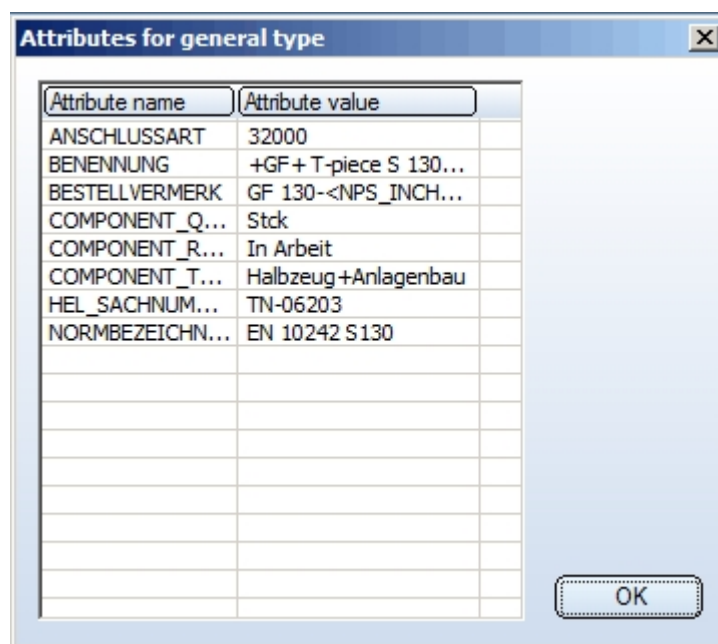 Attributes for general type
Attribute name Attribute value
ANSCHLUSSART 32000
BENENNUNG +GF+ T-piece S 130...
BESTELLVERMERK GF 130-<NPS_INCH...
COMPONENT_Q... Stck
COMPONENT_R... In Arbeit
COMPONENT_T... Halbzeug+Anlagenbau
HEL_SACHNUM... TN-06203
NORMBEZEICHN... EN 10242 S130
OK